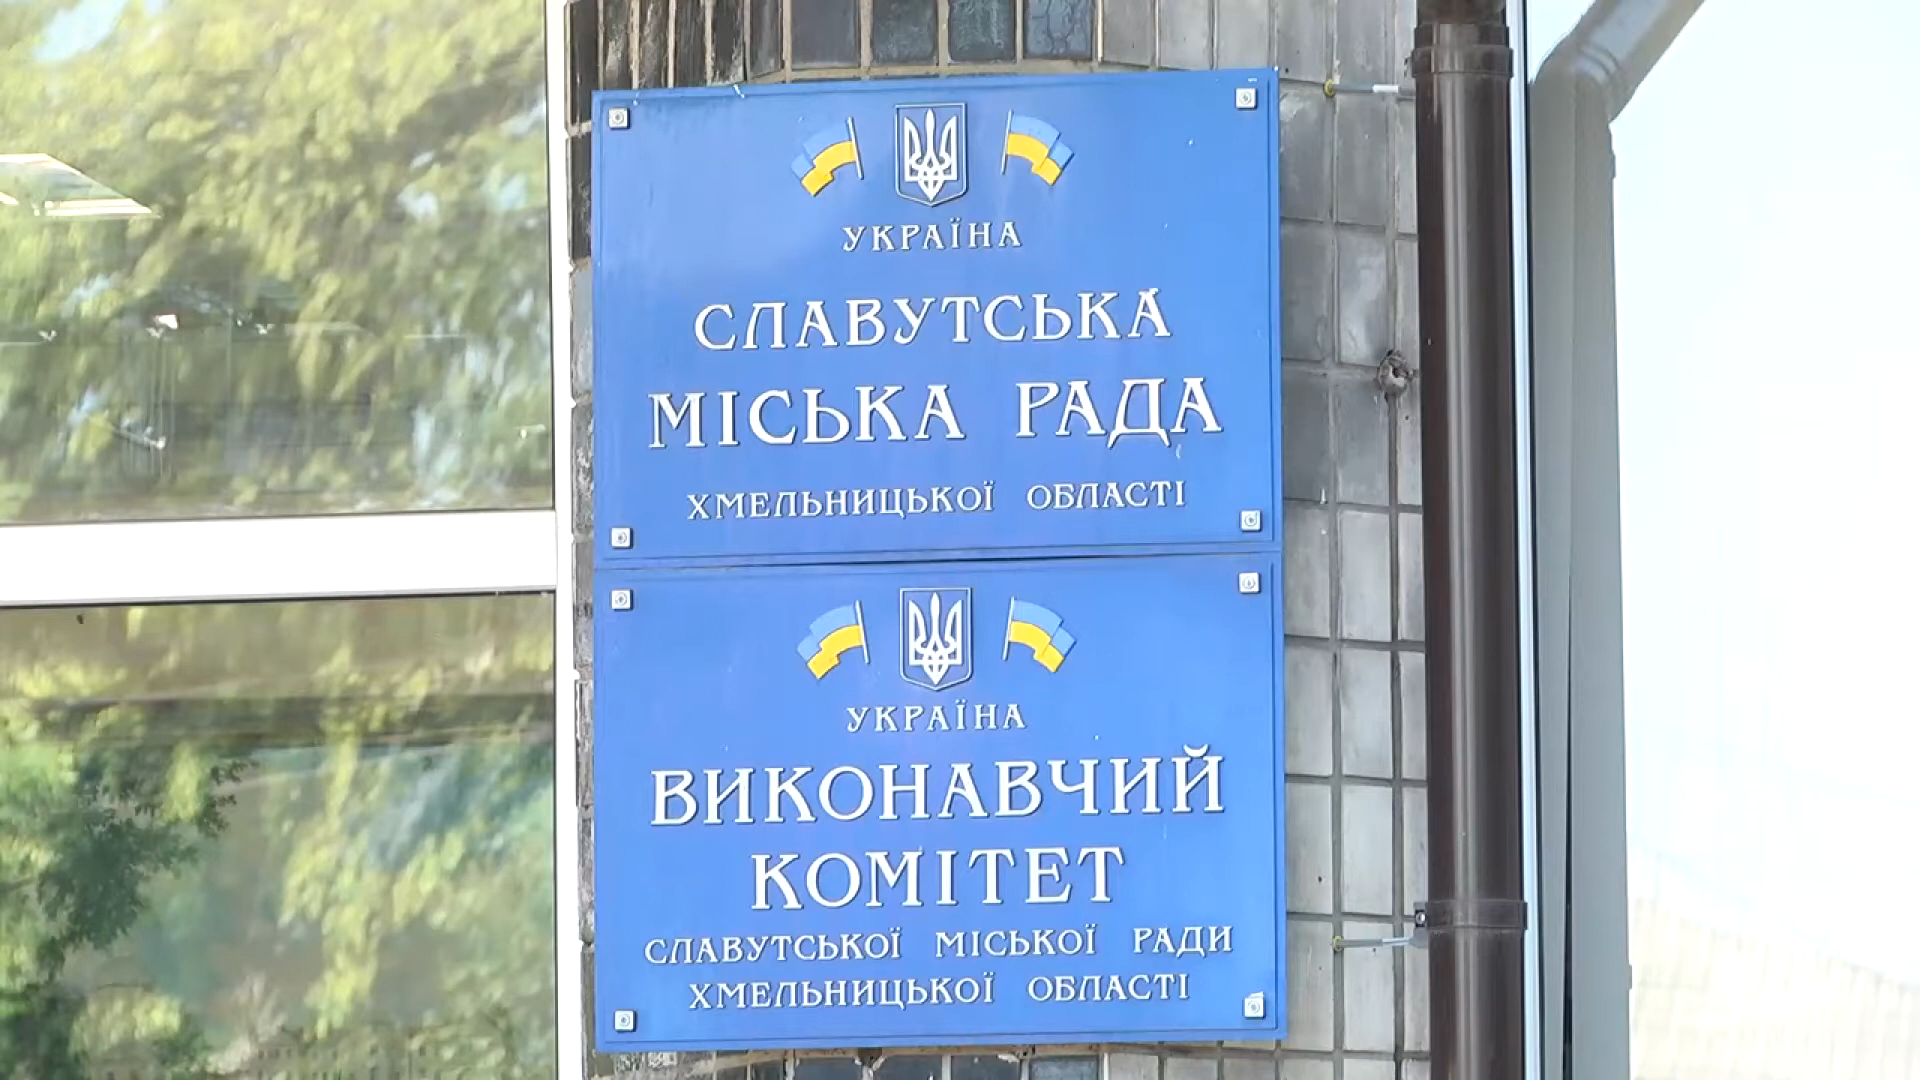 УКРАЇНА
СЛАВУТСЬКА
МІСЬКА РАДА
ХМЕЛЬНИЦЬКОЇ ОБЛАСТІ
УКРАЇНА
ВИКОНАВЧИЙ
КОМІТЕТ
СЛАВУТСЬКОЇ МІСЬКОЇ РАДИ
ХМЕЛЬНИЦЬКОЇ ОБЛАСТІ